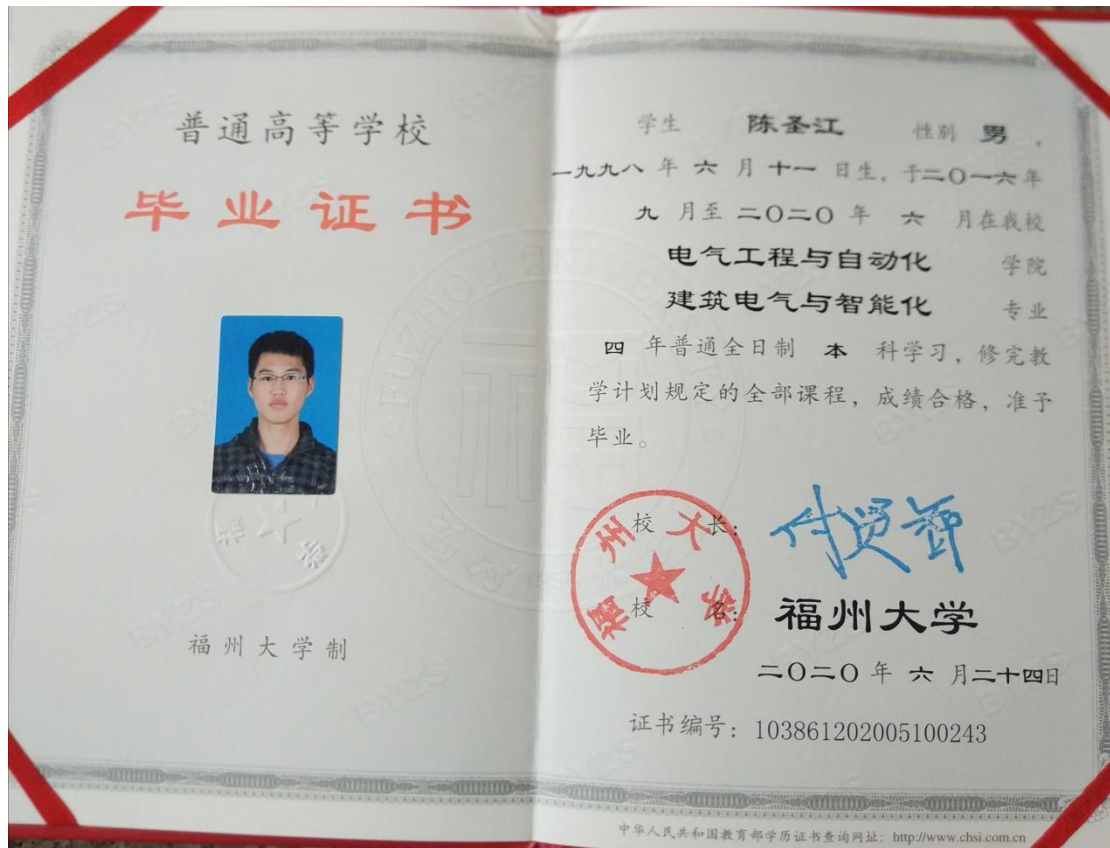 普通高等学校
毕业证书
福州大学制
学生 陈圣江 性别 男，
一九九八年六月十一日生，于二〇一六年
九月至二〇二〇年六月在我校
电气工程与自动化 学院
建筑电气与智能化 专业
四年普通全日制本科学习，修完教
学计划规定的全部课程，成绩合格，准予
毕业。
校长：
校名：福州大学
福州大学
二〇二〇年六月二十四日
证书编号：103861202005100243
中华人民共和国教育部学历证书查询网址：http://www.chsi.com.cn